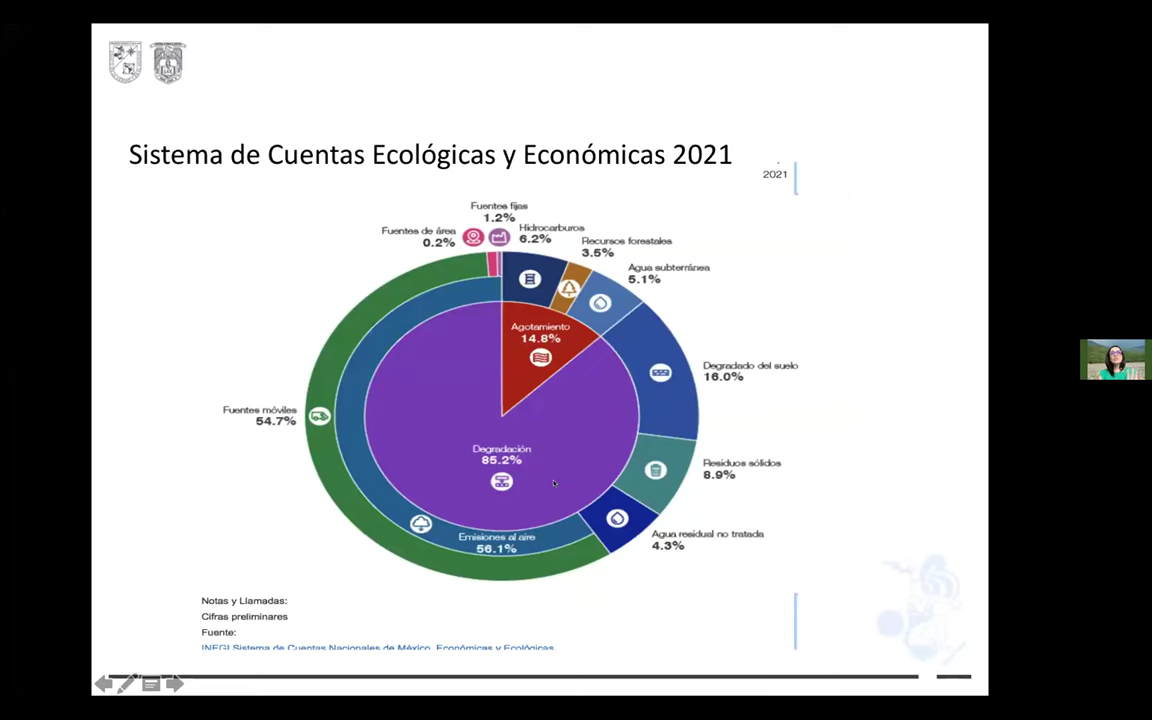 Sistema de Cuentas Ecológicas y Económicas 2021
2021
Fuentes fijas
1.2%
Fuentes de área
0.2%
Hidrocarburos
6.2%
Recursos forestales
3.5%
Agua subterránea
5.1%
Agotamiento
14.8%
Degradado del suelo
16.0%
Fuentes móviles
54.7%
Degradación
85.2%
Residuos sólidos
8.9%
Emisiones al aire
56.1%
Agua residual no tratada
4.3%
Notas y Llamadas:
Cifras preliminares
Fuente:
INEGI Sistema de Cuentas Nacionales de México. Económicas y Ecológicas.